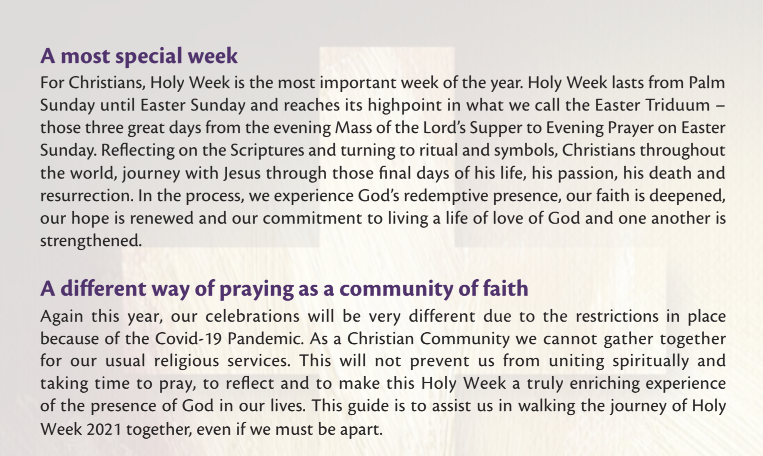 A most special week
For Christians, Holy Week is the most important week of the year. Holy Week lasts from Palm
Sunday until Easter Sunday and reaches its highpoint in what we call the Easter Triduum –
those three great days from the evening Mass of the Lord's Supper to Evening Prayer on Easter
Sunday. Reflecting on the Scriptures and turning to ritual and symbols, Christians throughout
the world, journey with Jesus through those final days of his life, his passion, his death and
resurrection. In the process, we experience God's redemptive presence, our faith is deepened,
our hope is renewed and our commitment to living a life of love of God and one another is
strengthened.
A different way of praying as a community of faith
Again this year, our celebrations will be very different due to the restrictions in place
because of the Covid-19 Pandemic. As a Christian Community we cannot gather together
for our usual religious services. This will not prevent us from uniting spiritually and
taking time to pray, to reflect and to make this Holy Week a truly enriching experience
of the presence of God in our lives. This guide is to assist us in walking the journey of Holy
Week 2021 together, even if we must be apart.